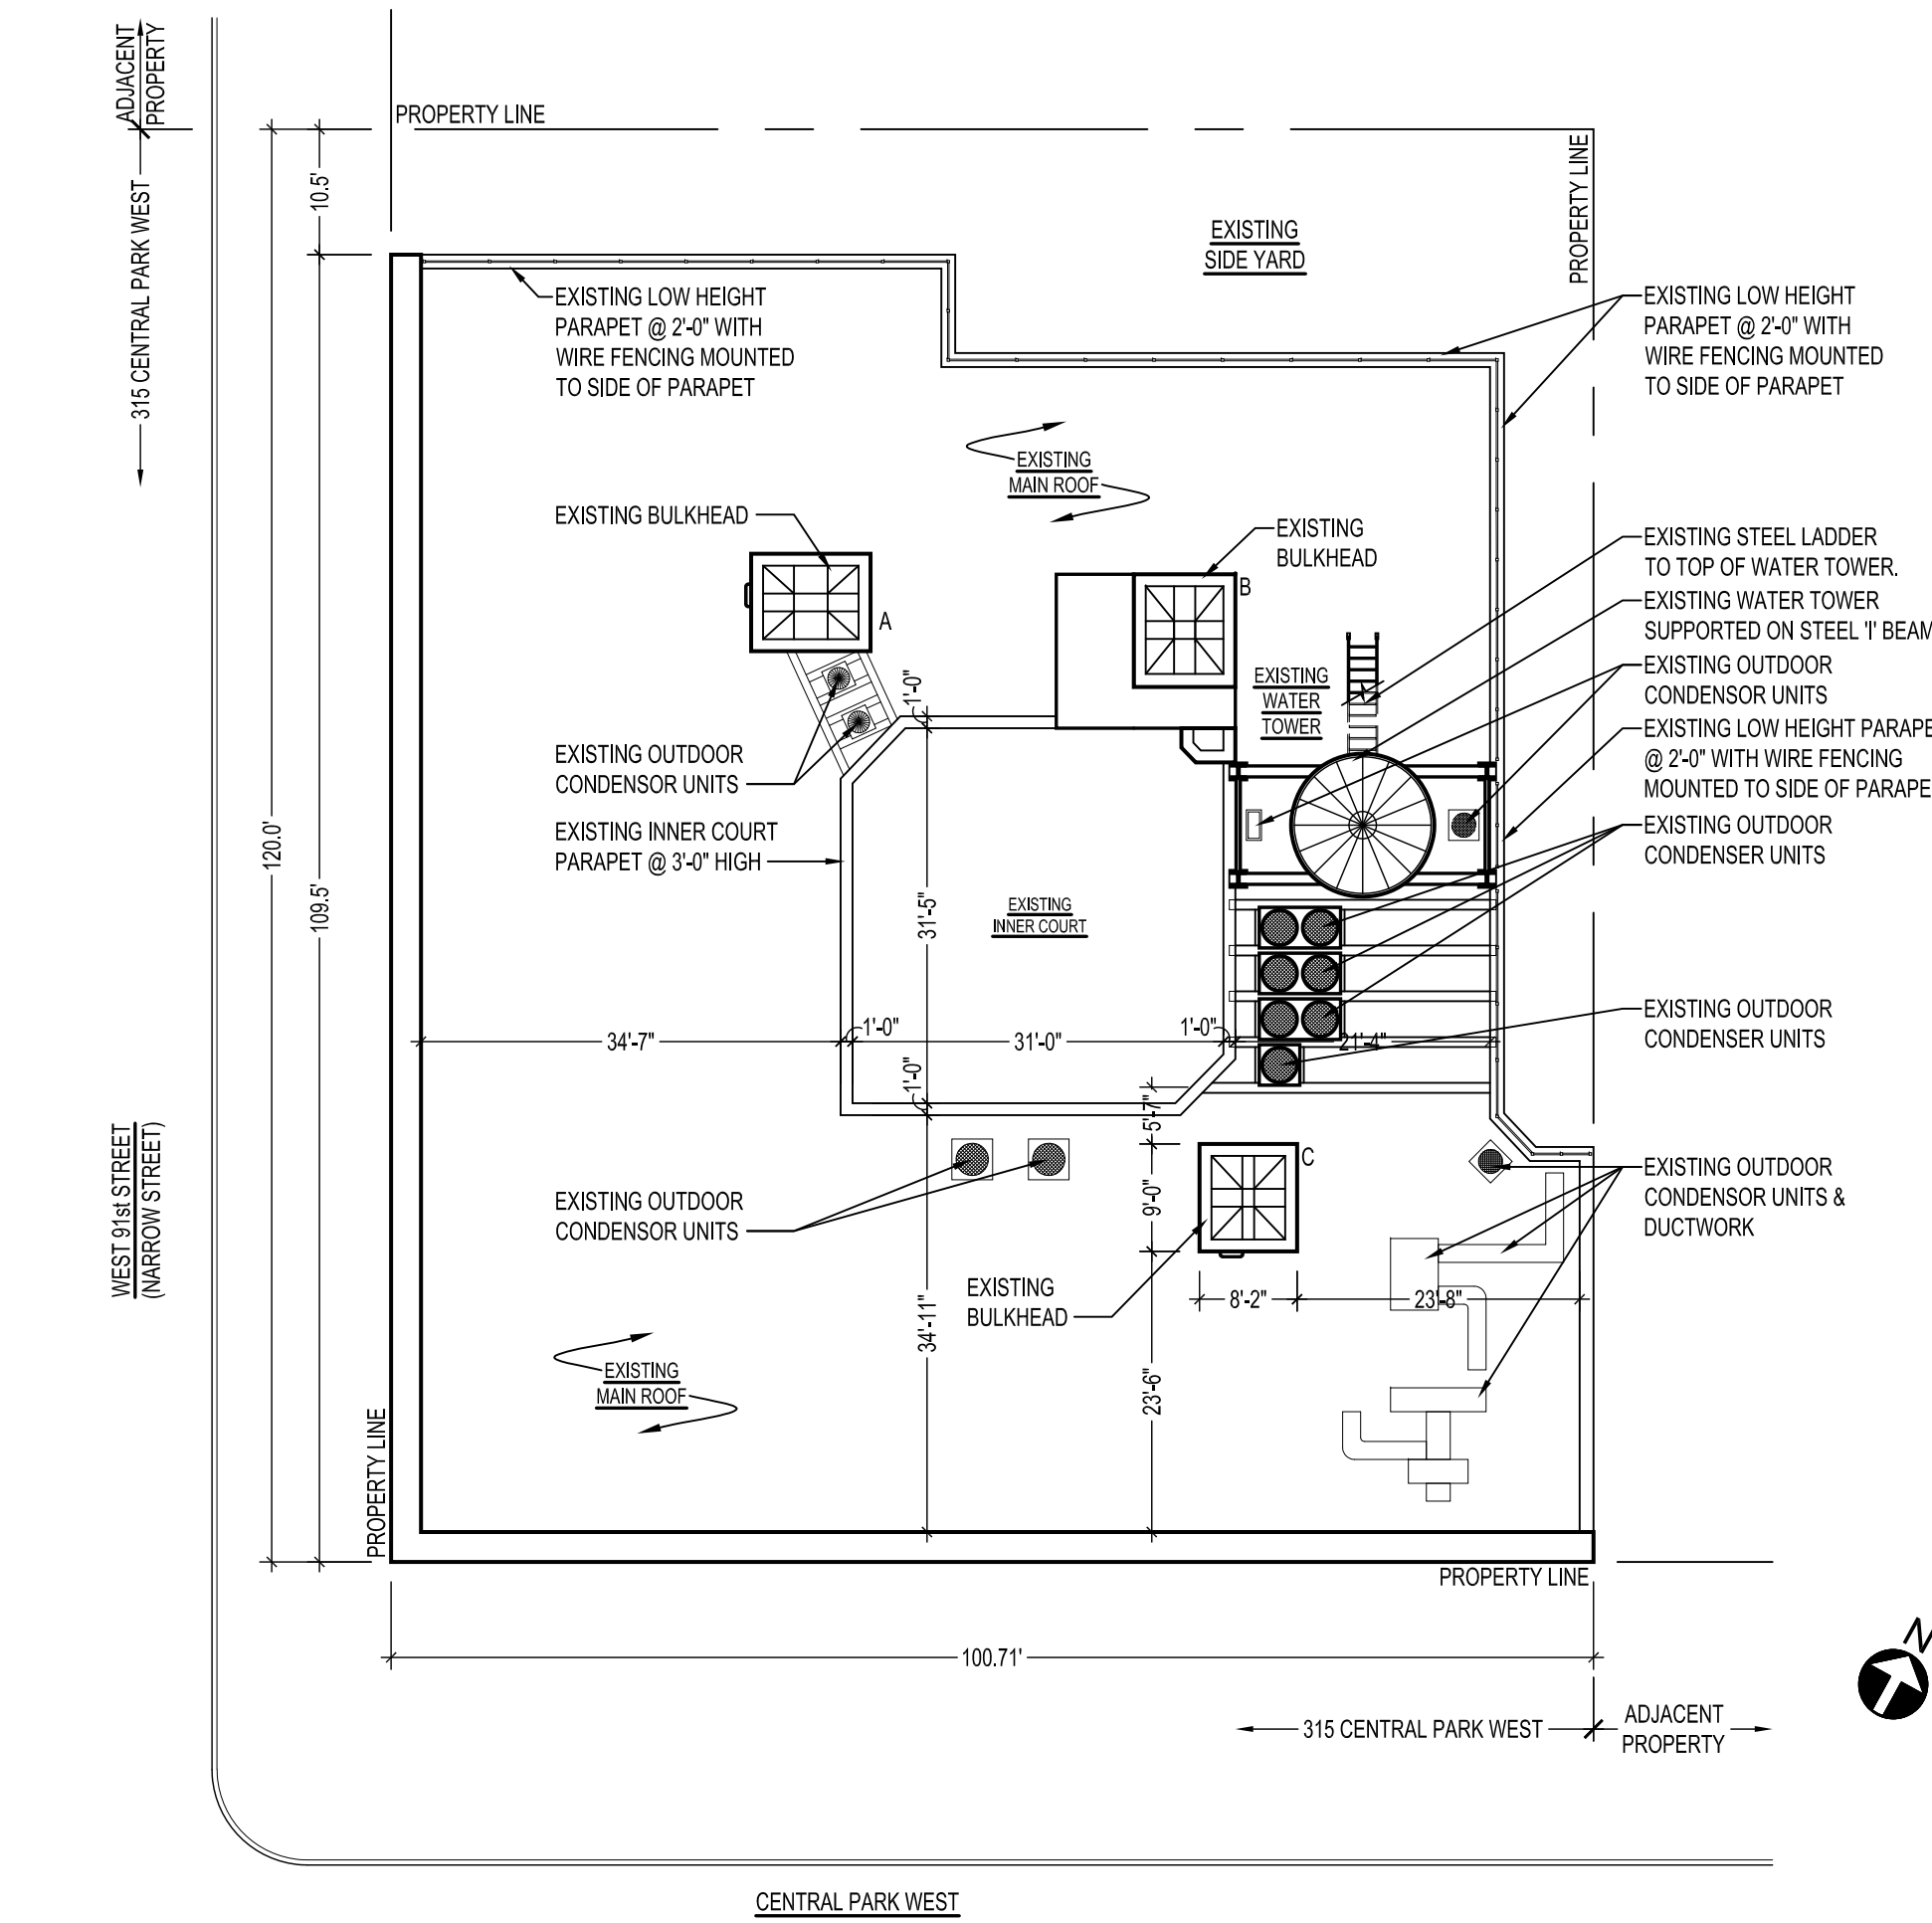 ADJACENT
PROPERTY
315 CENTRAL PARK WEST
PROPERTY LINE
PROPERTY LINE
10.5'
120.0'
109.5'
EXISTING
SIDE YARD
EXISTING LOW HEIGHT
PARAPET @ 2'-0" WITH
WIRE FENCING MOUNTED
TO SIDE OF PARAPET
EXISTING LOW HEIGHT
PARAPET @ 2'-0" WITH
WIRE FENCING MOUNTED
TO SIDE OF PARAPET
EXISTING
MAIN ROOF
EXISTING BULKHEAD
A
EXISTING
BULKHEAD
B
EXISTING STEEL LADDER
TO TOP OF WATER TOWER.
EXISTING WATER TOWER
SUPPORTED ON STEEL 'I' BEAM
EXISTING OUTDOOR
CONDENSOR UNITS
EXISTING LOW HEIGHT PARAPE
@ 2'-0" WITH WIRE FENCING
MOUNTED TO SIDE OF PARAPE
EXISTING
WATER
TOWER
1'-0"
EXISTING OUTDOOR
CONDENSOR UNITS
EXISTING INNER COURT
PARAPET @ 3'-0" HIGH
EXISTING OUTDOOR
CONDENSER UNITS
31'-5"
EXISTING
INNER COURT
EXISTING OUTDOOR
CONDENSER UNITS
34'-7"
1'-0"
31'-0"
1'-0"
21'-4"
1'-0"
5'-7"
WEST 91st STREET
(NARROW STREET)
EXISTING OUTDOOR
CONDENSOR UNITS
C
9'-0"
EXISTING OUTDOOR
CONDENSOR UNITS &
DUCTWORK
EXISTING
BULKHEAD
8'-2"
23'-8"
34'-11"
23'-6"
EXISTING
MAIN ROOF
PROPERTY LINE
PROPERTY LINE
100.71'
N
315 CENTRAL PARK WEST
ADJACENT
PROPERTY
CENTRAL PARK WEST